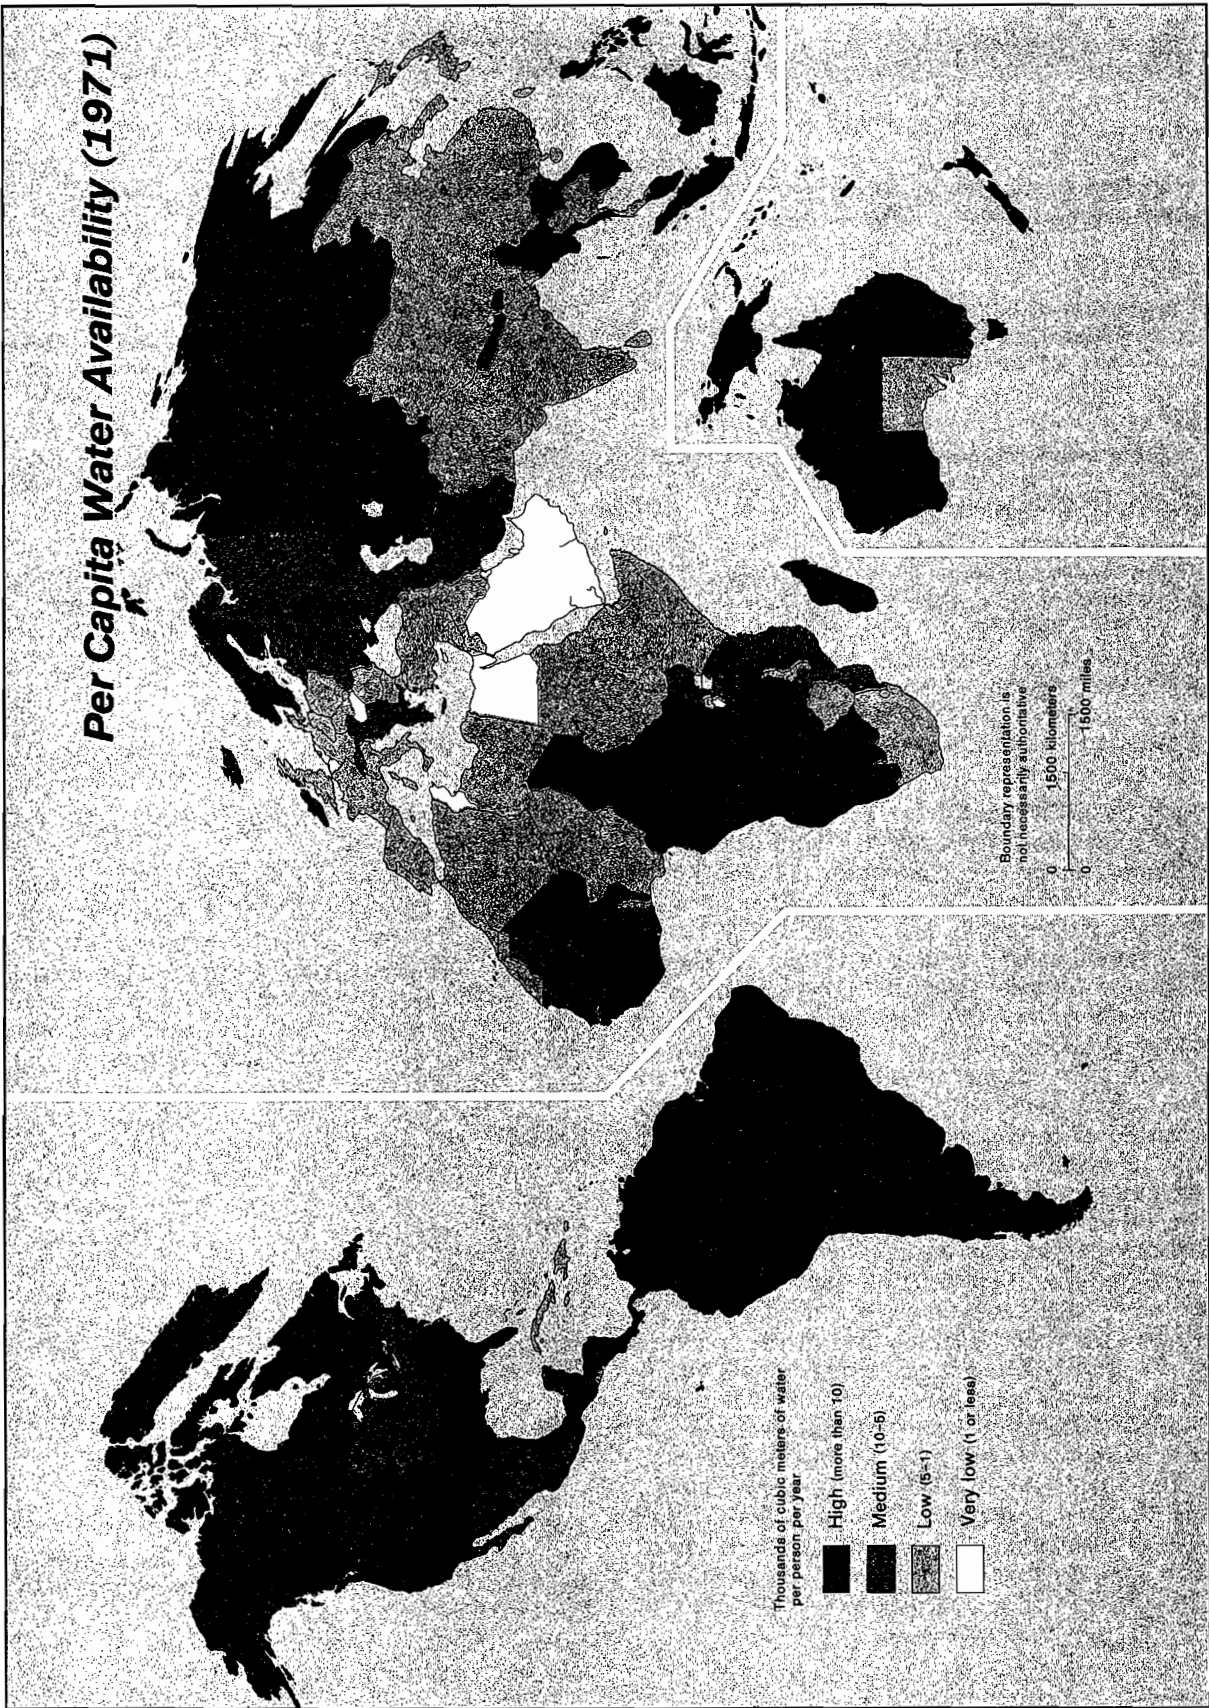 Per Capita Water Availability (1971)
Thousands of cubic meters of water
per person per year
High (more than 10)
Medium (10-5)
Low (5-1)
Very low (1 or less)
Boundary representation is
not necessarily authoritative
0 1500 kilometers
0 1500 miles